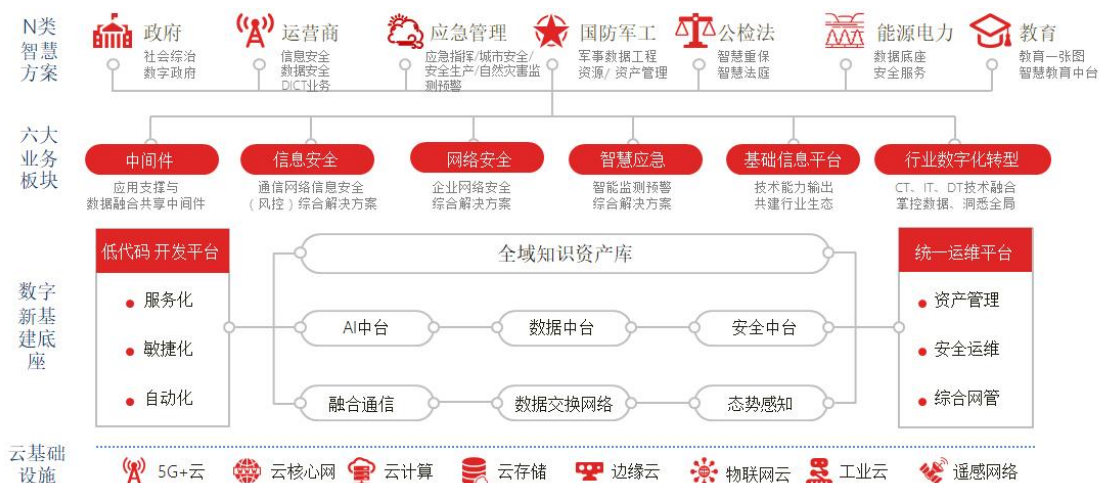 N类
智慧
方案
政府
社会综治
数字政府
运营商
信息安全
数据安全
DICT业务
应急管理
应急指挥/城市安全/
安全生产/自然灾害监
测预警
国防军工
军事数据工程
资源/ 资产管理
公检法
智慧重保
智慧法庭
能源电力
数据底座
安全服务
教育
教育一张图
智慧教育中台
六大
业务
板块
中间件
应用支撑与
数据融合共享中间件
信息安全
通信网络信息安全
（风控）综合解决方案
网络安全
企业网络安全
综合解决方案
智慧应急
智能监测预警
综合解决方案
基础信息平台
技术能力输出
共建行业生态
行业数字化转型
CT、IT、DT技术融合
掌控数据、洞悉全局
数字
新基
建底
座
低代码 开发平台
服务化
敏捷化
自动化
全域知识资产库
AI中台
数据中台
安全中台
融合通信
数据交换网络
态势感知
统一运维平台
资产管理
安全运维
综合网管
云基础
设施
5G+云
云核心网
云计算
云存储
边缘云
物联网云
工业云
遥感网络